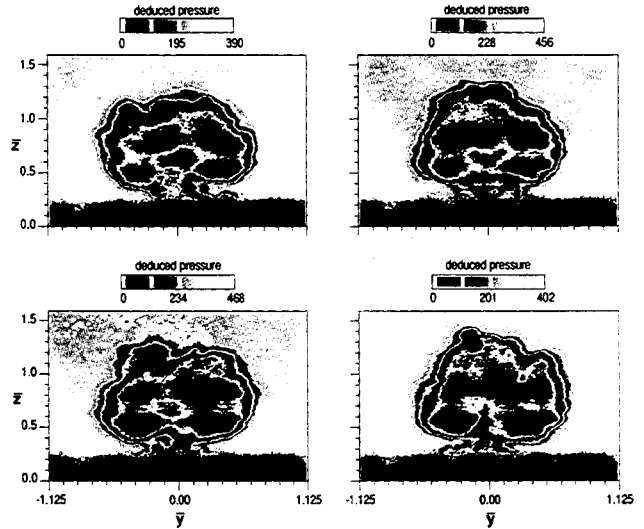 deduced pressure
0 195 390
deduced pressure
0 228 456
1.5
1.0
z̄
0.5
0.0
deduced pressure
0 234 468
deduced pressure
0 201 402
1.5
1.0
z̄
0.5
0.0
-1.125 0.00 1.125
ȳ
-1.125 0.00 1.125
ȳ